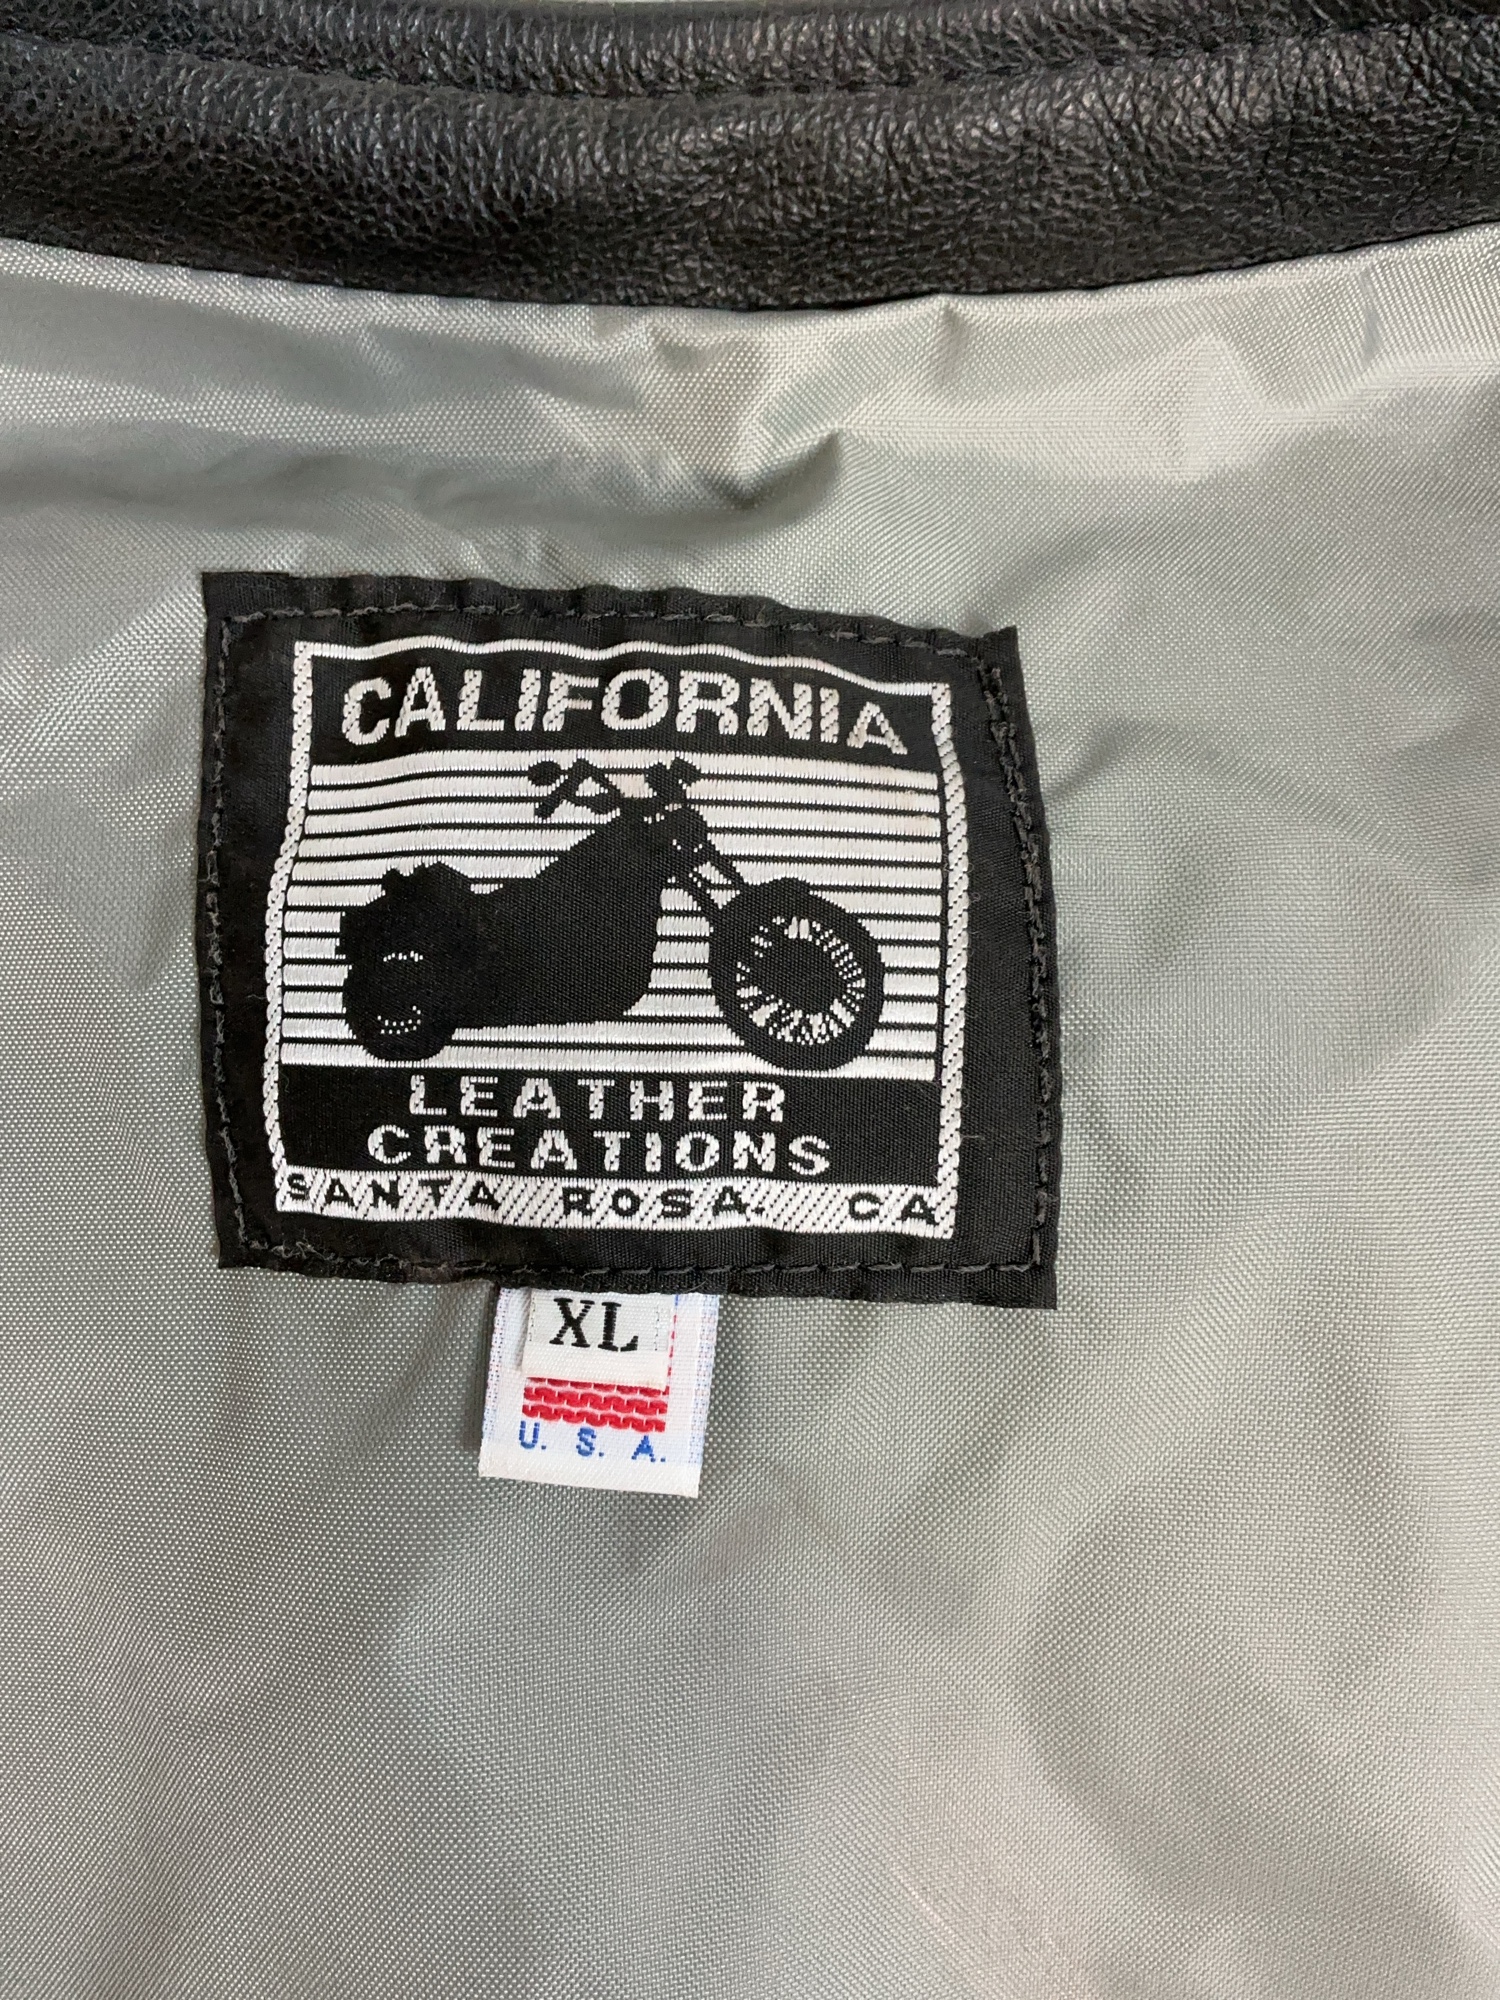 CALIFORNIA
LEATHER
CREATIONS
SANTA ROSA. CA
XL
U. S. A.